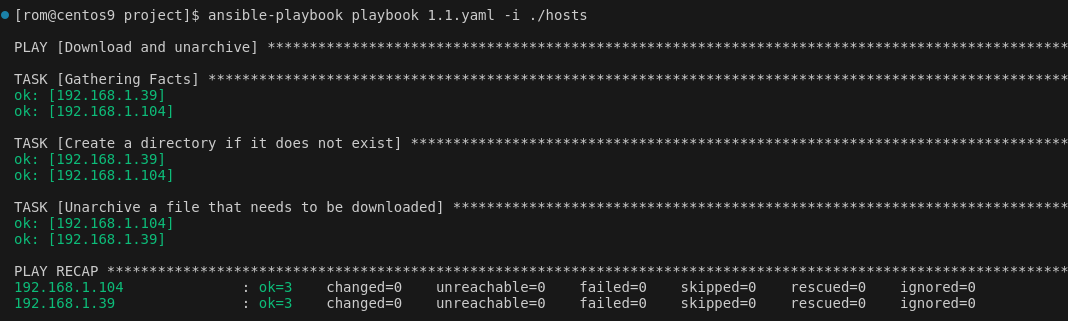 [rom@centos9 project]$ ansible-playbook playbook 1.1.yaml -i ./hosts
PLAY [Download and unarchive] ***********************************************************************************************
TASK [Gathering Facts] ******************************************************************************************************
ok: [192.168.1.39]
ok: [192.168.1.104]
TASK [Create a directory if it does not exist] ******************************************************************************
ok: [192.168.1.39]
ok: [192.168.1.104]
TASK [Unarchive a file that needs to be downloaded] *************************************************************************
ok: [192.168.1.104]
ok: [192.168.1.39]
PLAY RECAP ******************************************************************************************************************
192.168.1.104              : ok=3    changed=0    unreachable=0    failed=0    skipped=0    rescued=0    ignored=0
192.168.1.39               : ok=3    changed=0    unreachable=0    failed=0    skipped=0    rescued=0    ignored=0